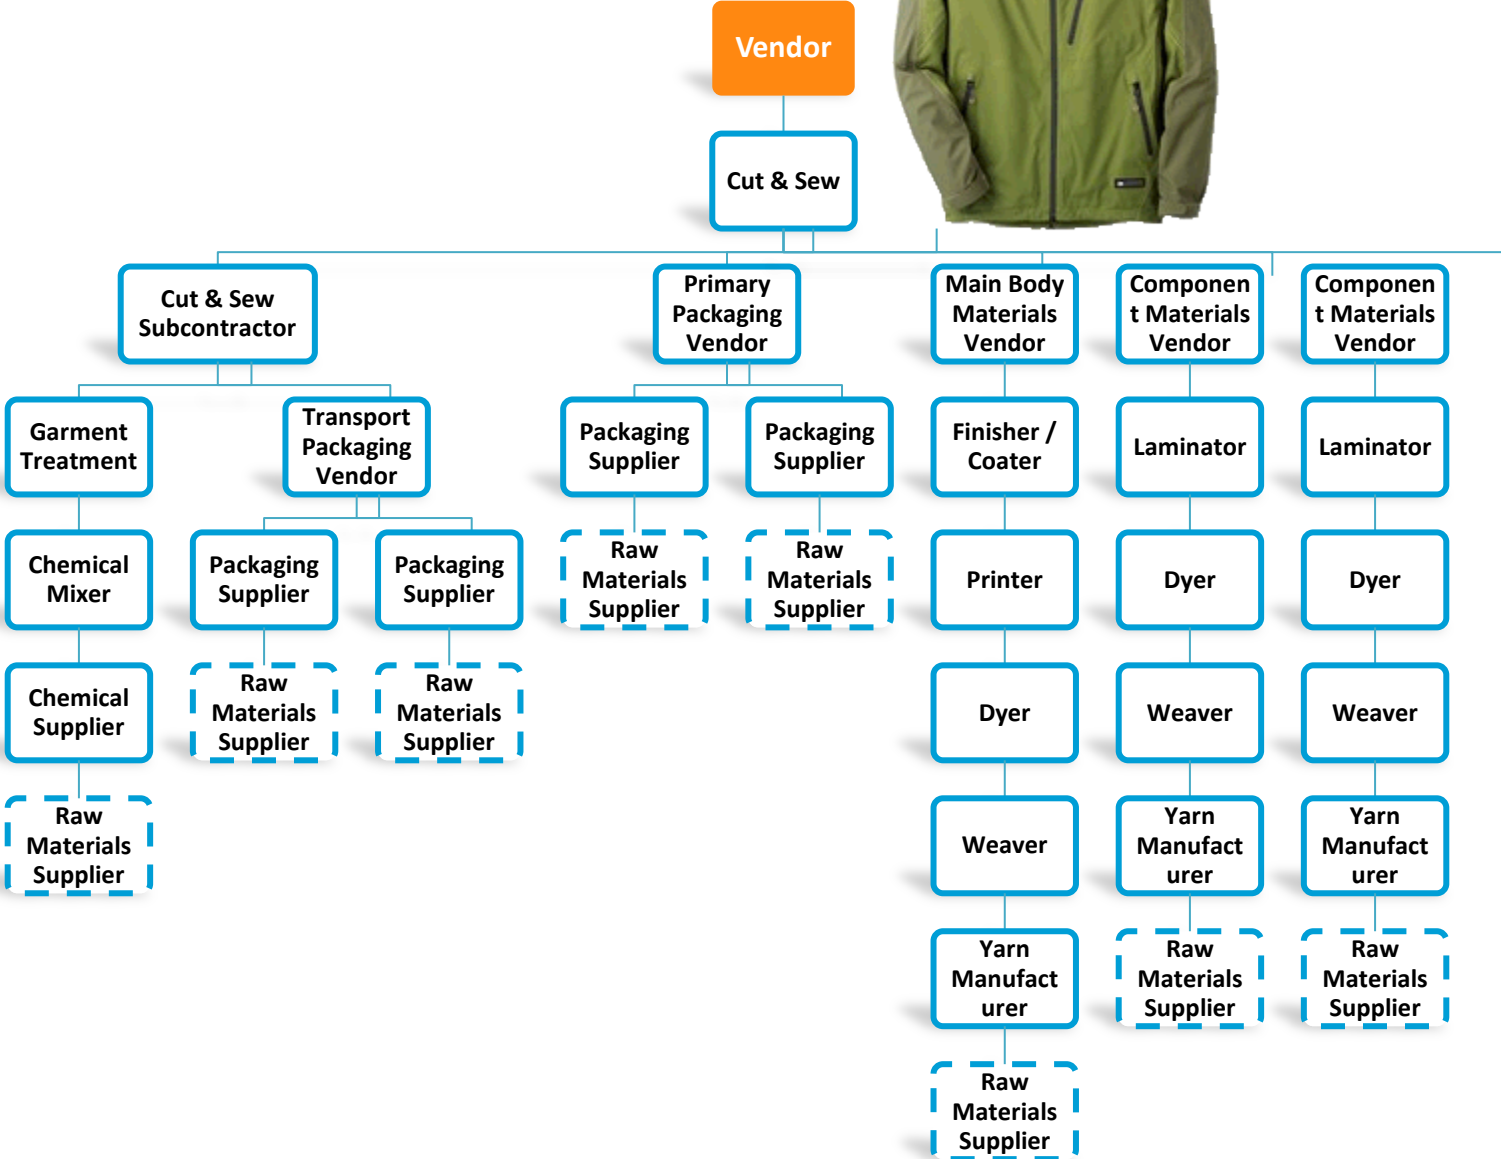 Vendor
Cut & Sew
Cut & Sew
Subcontractor
Primary
Packaging
Vendor
Main Body
Materials
Vendor
Componen
t Materials
Vendor
Componen
t Materials
Vendor
Garment
Treatment
Transport
Packaging
Vendor
Packaging
Supplier
Packaging
Supplier
Finisher /
Coater
Laminator
Laminator
Chemical
Mixer
Packaging
Supplier
Packaging
Supplier
Raw
Materials
Supplier
Raw
Materials
Supplier
Printer
Dyer
Dyer
Chemical
Supplier
Raw
Materials
Supplier
Raw
Materials
Supplier
Dyer
Weaver
Weaver
Raw
Materials
Supplier
Weaver
Yarn
Manufact
urer
Yarn
Manufact
urer
Yarn
Manufact
urer
Raw
Materials
Supplier
Raw
Materials
Supplier
Raw
Materials
Supplier